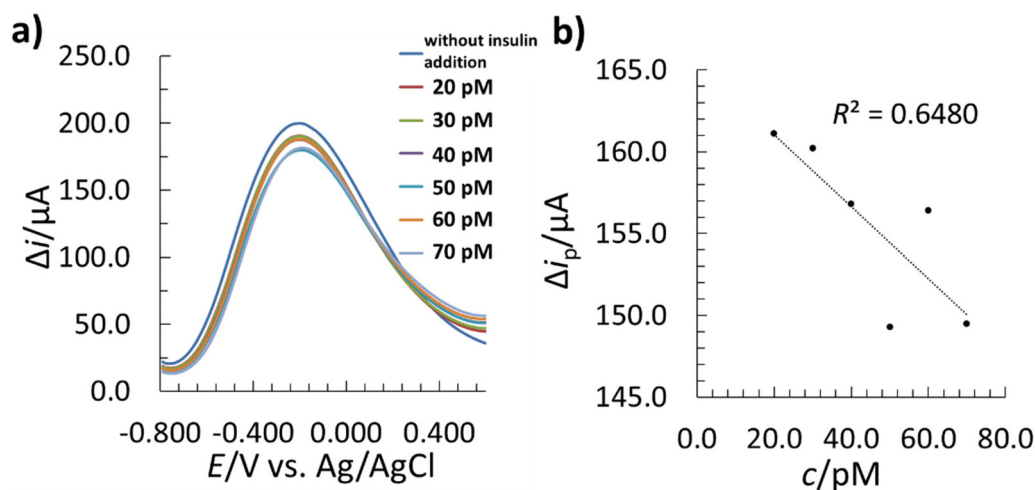 a)
250.0
200.0
150.0
100.0
50.0
0.0
Δi/µA
-0.800 -0.400 0.000 0.400
E/V vs. Ag/AgCl
without insulin
addition
20 pM
30 pM
40 pM
50 pM
60 pM
70 pM
b)
165.0
160.0
155.0
150.0
145.0
Δip/µA
R² = 0.6480
0.0 20.0 40.0 60.0 80.0
c/pM